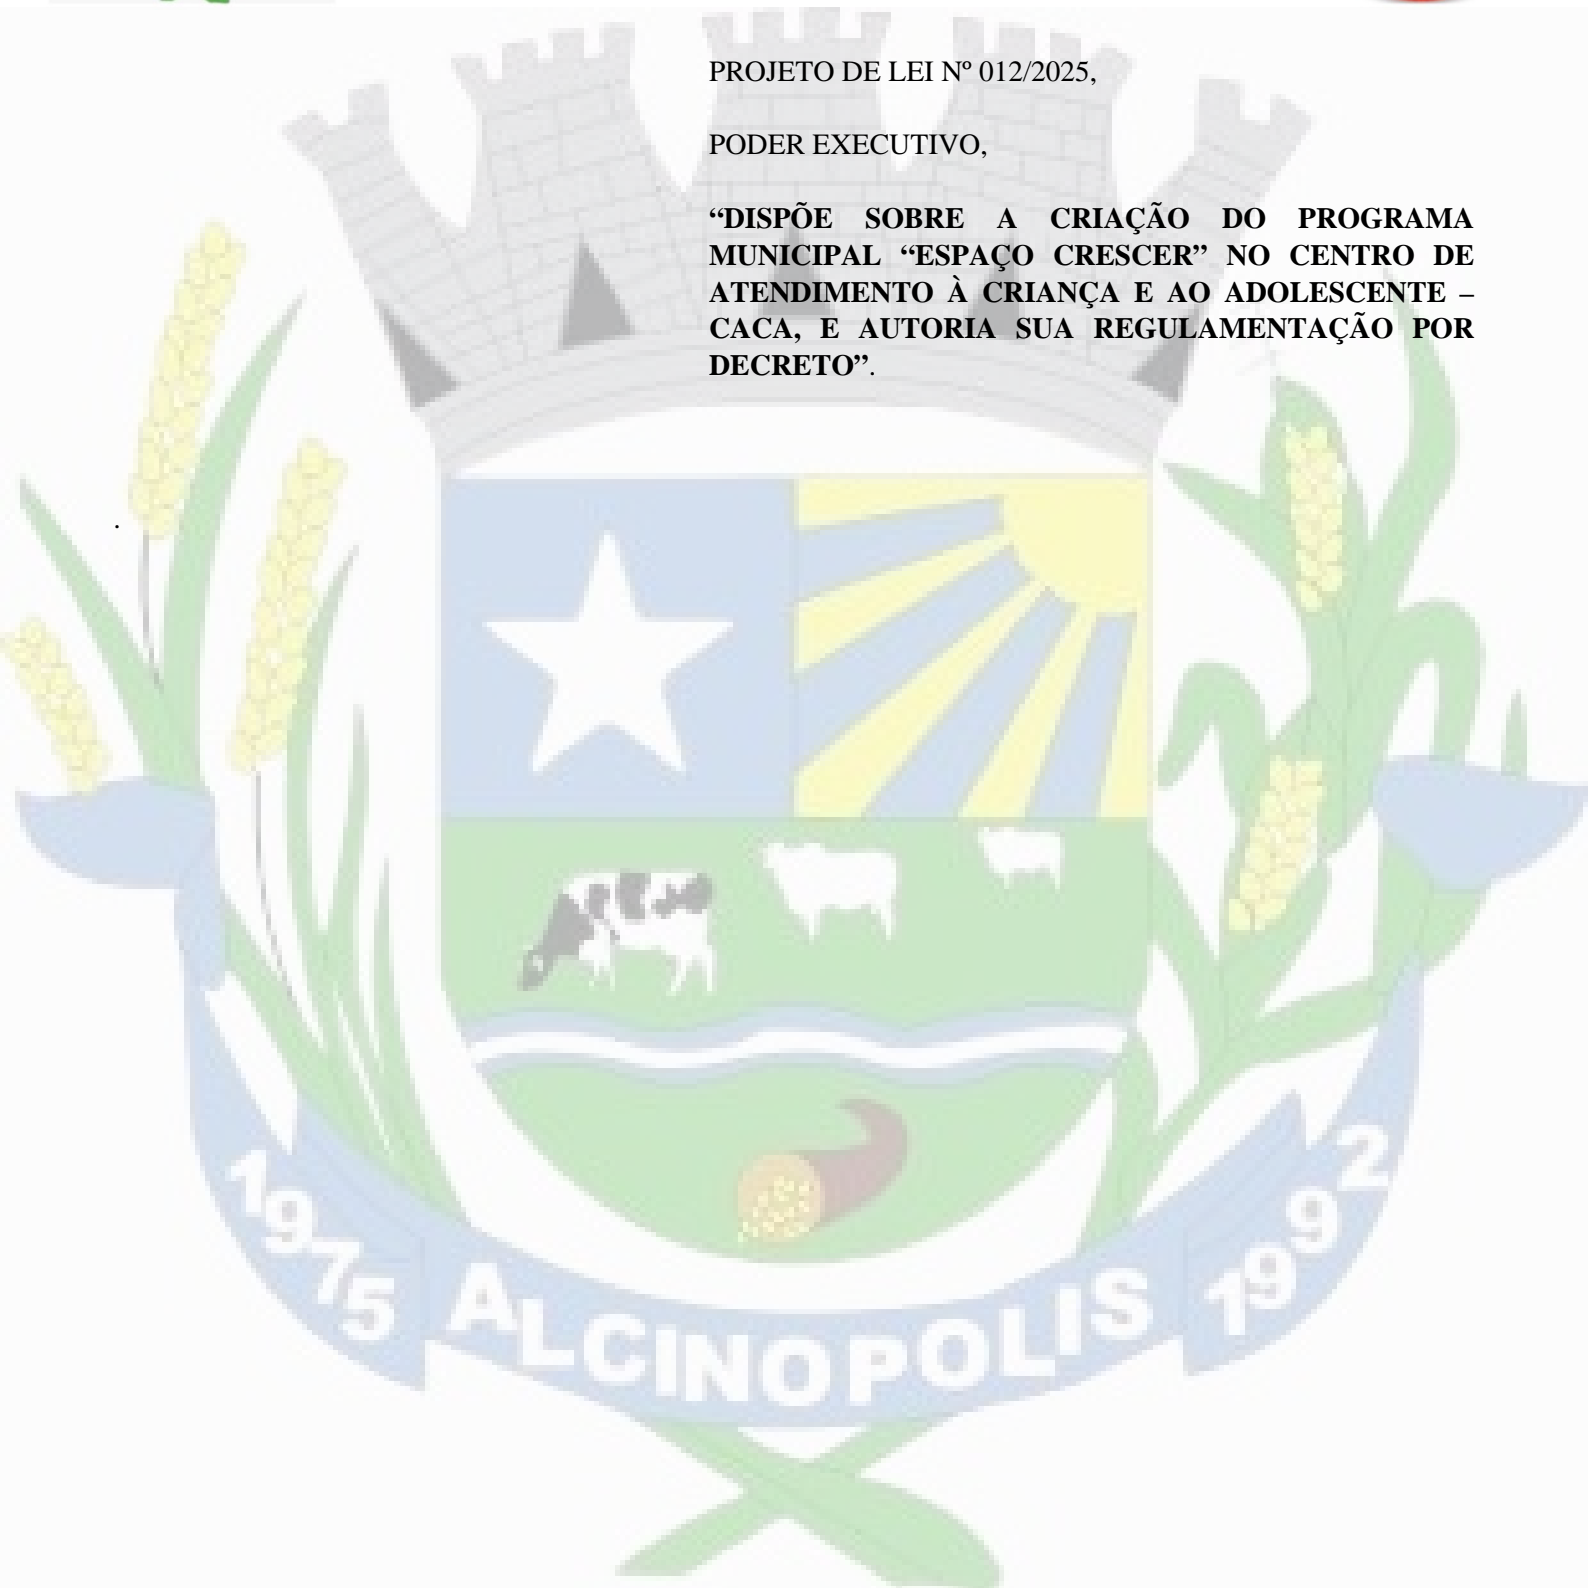 PROJETO DE LEI Nº 012/2025,
PODER EXECUTIVO,
“DISPÕE SOBRE A CRIAÇÃO DO PROGRAMA
MUNICIPAL “ESPAÇO CRESCER” NO CENTRO DE
ATENDIMENTO À CRIANÇA E AO ADOLESCENTE –
CACA, E AUTORIA SUA REGULAMENTAÇÃO POR
DECRETO”.
.
1975 ALCINOPOLIS 1992